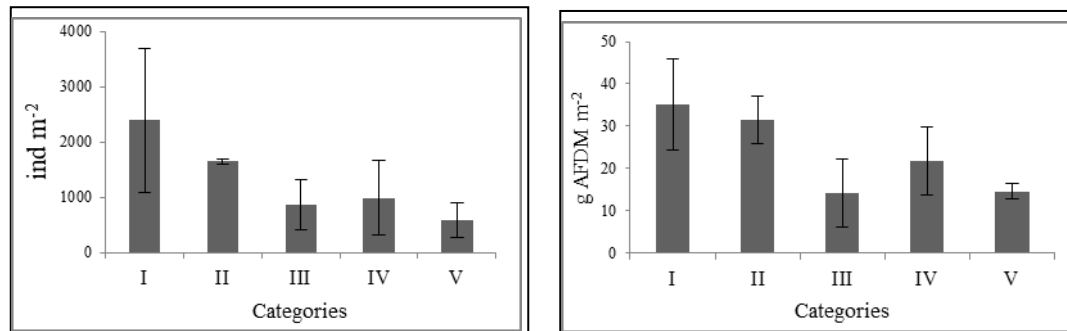 4000
3000
2000
1000
0
ind m-2
I II III IV V
Categories
50
40
30
20
10
0
g AFDM m-2
I II III IV V
Categories